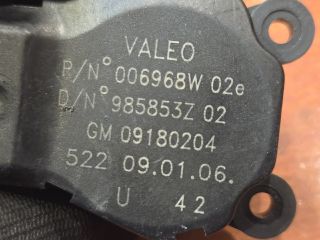 VALEO
P/N° 006968W 02e
D/N° 985853Z 02
GM 09180204
522 09.01.06.
U 42